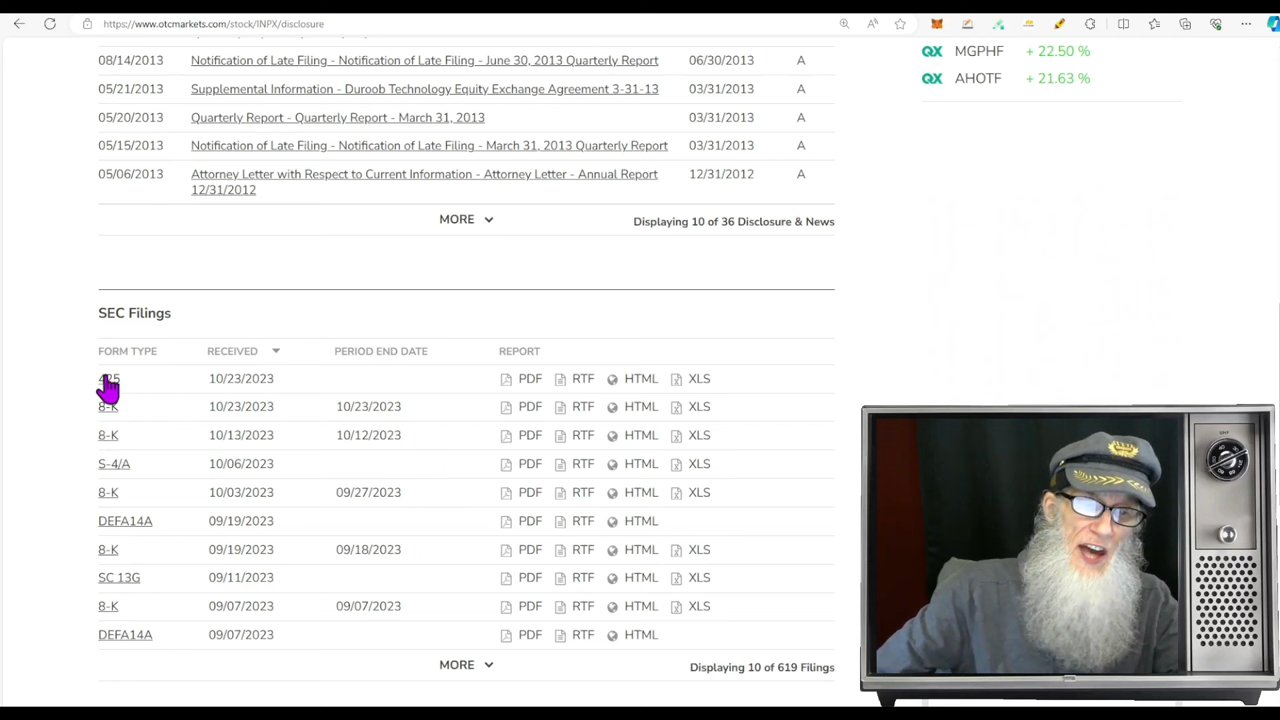 https://www.otcmarkets.com/stock/INPX/disclosure
08/14/2013 Notification of Late Filing - Notification of Late Filing - June 30, 2013 Quarterly Report 06/30/2013 A
05/21/2013 Supplemental Information - DuMob Technology Equity Exchange Agreement 3-31-13 03/31/2013 A
05/20/2013 Quarterly Report - Quarterly Report - March 31, 2013 03/31/2013 A
05/15/2013 Notification of Late Filing - Notification of Late Filing - March 31, 2013 Quarterly Report 03/31/2013 A
05/06/2013 Attorney Letter with Respect to Current Information - Attorney Letter - Annual Report 12/31/2012 A
12/31/2012
MORE Displaying 10 of 36 Disclosure & News
QX MGPHF + 22.50 %
QX AHOTF + 21.63 %
SEC Filings
FORM TYPE RECEIVED PERIOD END DATE REPORT
425 10/23/2023 PDF RTF HTML XLS
8-K 10/23/2023 10/23/2023 PDF RTF HTML XLS
8-K 10/13/2023 10/12/2023 PDF RTF HTML XLS
S-4/A 10/06/2023 PDF RTF HTML XLS
8-K 10/03/2023 09/27/2023 PDF RTF HTML XLS
DEFA14A 09/19/2023 PDF RTF HTML
8-K 09/19/2023 09/18/2023 PDF RTF HTML XLS
SC 13G 09/11/2023 PDF RTF HTML XLS
8-K 09/07/2023 09/07/2023 PDF RTF HTML XLS
DEFA14A 09/07/2023 PDF RTF HTML
MORE Displaying 10 of 619 Filings
UHF